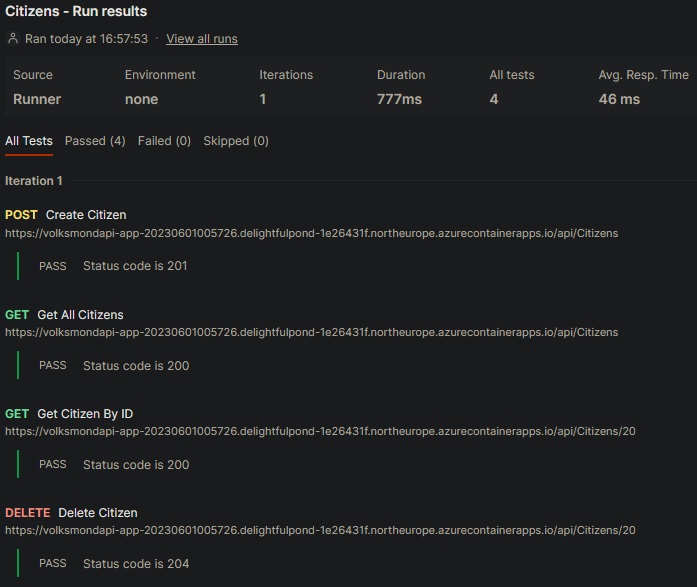 Citizens - Run results
Ran today at 16:57:53 · View all runs
Source Environment Iterations Duration All tests Avg. Resp. Time
Runner none 1 777ms 4 46 ms
All Tests Passed (4) Failed (0) Skipped (0)
Iteration 1
POST Create Citizen
https://volksmondapi-app-20230601005726.delightfulpond-1e26431f.northeurope.azurecontainerapps.io/api/Citizens
PASS Status code is 201
GET Get All Citizens
https://volksmondapi-app-20230601005726.delightfulpond-1e26431f.northeurope.azurecontainerapps.io/api/Citizens
PASS Status code is 200
GET Get Citizen By ID
https://volksmondapi-app-20230601005726.delightfulpond-1e26431f.northeurope.azurecontainerapps.io/api/Citizens/20
PASS Status code is 200
DELETE Delete Citizen
https://volksmondapi-app-20230601005726.delightfulpond-1e26431f.northeurope.azurecontainerapps.io/api/Citizens/20
PASS Status code is 204